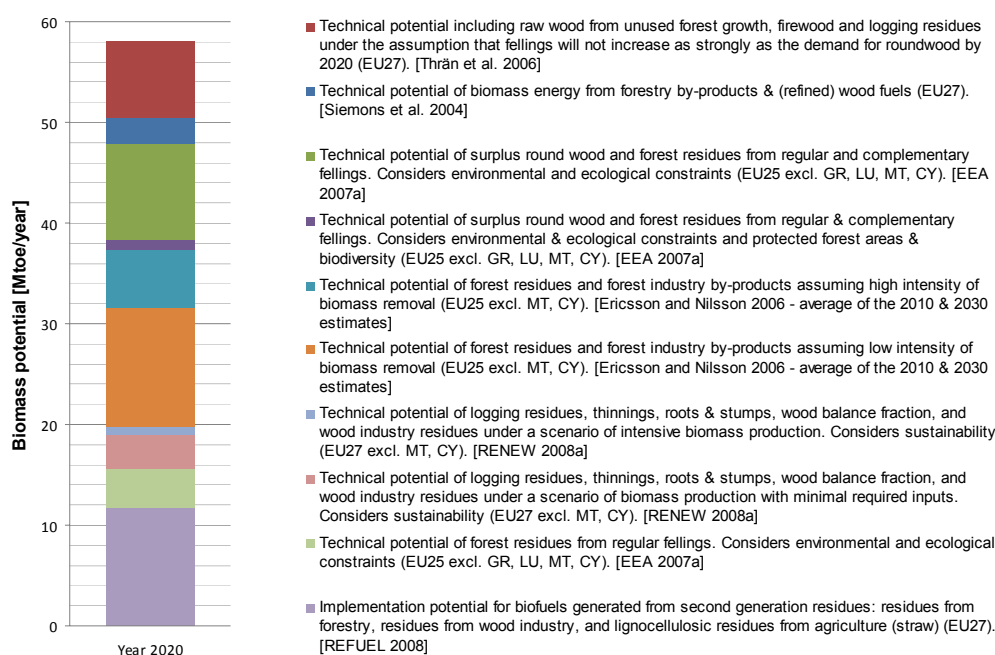 60
50
40
30
20
10
0
Biomass potential [Mtoe/year]
Year 2020
Technical potential including raw wood from unused forest growth, firewood and logging residues
under the assumption that fellings will not increase as strongly as the demand for roundwood by
2020 (EU27). [Thrän et al. 2006]
Technical potential of biomass energy from forestry by-products & (refined) wood fuels (EU27).
[Siemons et al. 2004]
Technical potential of surplus round wood and forest residues from regular and complementary
fellings. Considers environmental and ecological constraints (EU25 excl. GR, LU, MT, CY). [EEA
2007a]
Technical potential of surplus round wood and forest residues from regular & complementary
fellings. Considers environmental & ecological constraints and protected forest areas &
biodiversity (EU25 excl. GR, LU, MT, CY). [EEA 2007a]
Technical potential of forest residues and forest industry by-products assuming high intensity of
biomass removal (EU25 excl. MT, CY). [Ericsson and Nilsson 2006 - average of the 2010 & 2030
estimates]
Technical potential of forest residues and forest industry by-products assuming low intensity of
biomass removal (EU25 excl. MT, CY). [Ericsson and Nilsson 2006 - average of the 2010 & 2030
estimates]
Technical potential of logging residues, thinnings, roots & stumps, wood balance fraction, and
wood industry residues under a scenario of intensive biomass production. Considers sustainability
(EU27 excl. MT, CY). [RENEW 2008a]
Technical potential of logging residues, thinnings, roots & stumps, wood balance fraction, and
wood industry residues under a scenario of biomass production with minimal required inputs.
Considers sustainability (EU27 excl. MT, CY). [RENEW 2008a]
Technical potential of forest residues from regular fellings. Considers environmental and ecological
constraints (EU25 excl. GR, LU, MT, CY). [EEA 2007a]
Implementation potential for biofuels generated from second generation residues: residues from
forestry, residues from wood industry, and lignocellulosic residues from agriculture (straw) (EU27).
[REFUEL 2008]